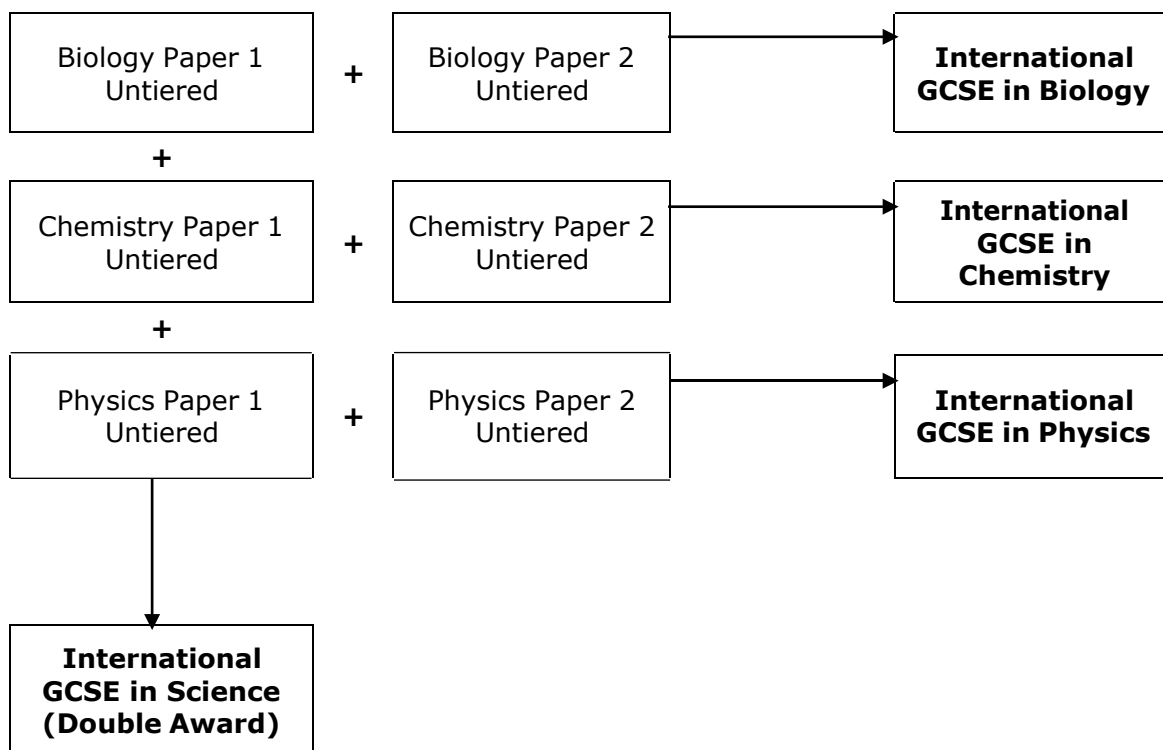 Biology Paper 1
Untiered
+
Biology Paper 2
Untiered
International
GCSE in Biology
+
Chemistry Paper 1
Untiered
+
Chemistry Paper 2
Untiered
International
GCSE in
Chemistry
+
Physics Paper 1
Untiered
+
Physics Paper 2
Untiered
International
GCSE in Physics
International
GCSE in Science
(Double Award)